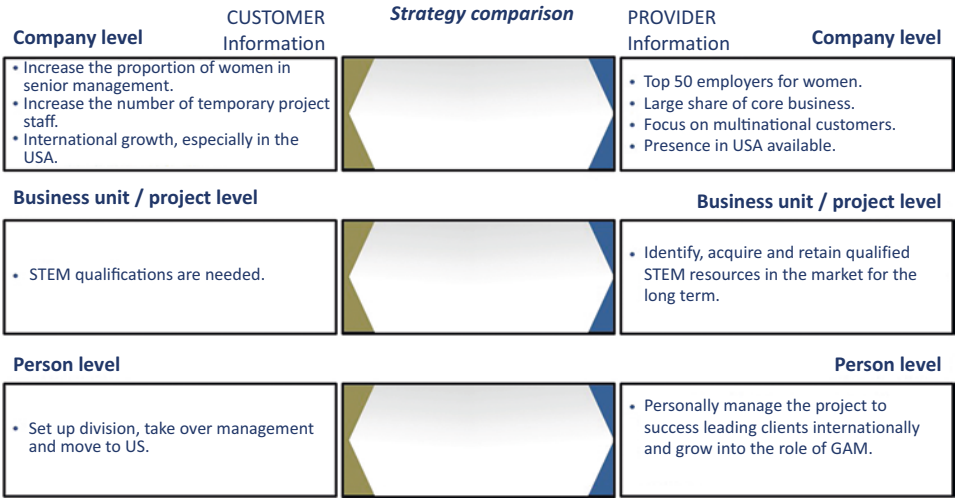 CUSTOMER
Information
Strategy comparison
PROVIDER
Information
Company level
Company level
• Increase the proportion of women in
senior management.
• Increase the number of temporary project
staff.
• International growth, especially in the
USA.
• Top 50 employers for women.
• Large share of core business.
• Focus on multinational customers.
• Presence in USA available.
Business unit / project level
Business unit / project level
• STEM qualifications are needed.
• Identify, acquire and retain qualified
STEM resources in the market for the
long term.
Person level
Person level
• Set up division, take over management
and move to US.
• Personally manage the project to
success leading clients internationally
and grow into the role of GAM.